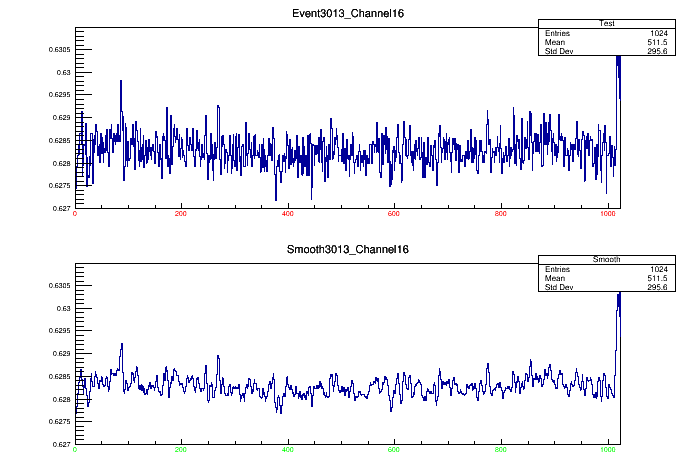 Event3013_Channel16
Test
Entries 1024
Mean 511.5
Std Dev 295.6
0.6305
0.63
0.6295
0.629
0.6285
0.628
0.6275
0.627
0 200 400 600 800 1000
Smooth3013_Channel16
Smooth
Entries 1024
Mean 511.5
Std Dev 295.6
0.6305
0.63
0.6295
0.629
0.6285
0.628
0.6275
0.627
0 200 400 600 800 1000